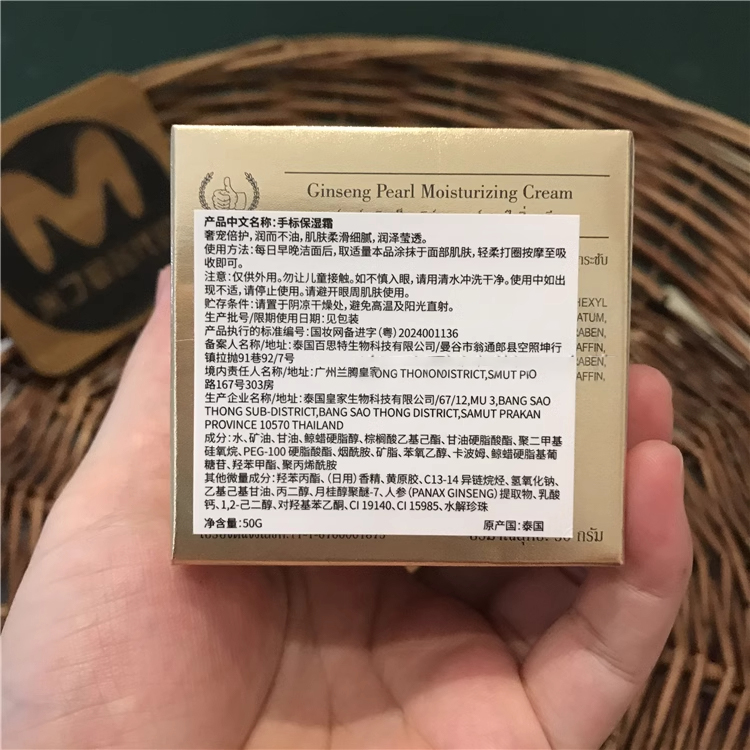 Ginseng Pearl Moisturizing Cream
产品中文名称:手标保湿霜
奢宠倍护,润而不油,肌肤柔滑细腻,润泽莹透。
使用方法:每日早晚洁面后,取适量本品涂抹于面部肌肤,轻柔打圈按摩至吸
收即可。
注意:仅供外用。勿让儿童接触。如不慎入眼,请用清水冲洗干净。使用中如出
现不适,请停止使用。请避开眼周肌肤使用。
贮存条件:请置于阴凉干燥处,避免高温及阳光直射。
生产批号/限期使用日期:见包装
产品执行的标准编号:国妆网备进字(粤)2024001136
备案人名称/地址:泰国百思特生物科技有限公司/曼谷市翁通郎县空照坤行
镇拉抛91巷92/7号
境内责任人名称/地址:广州兰腾皇家ONG THONONDISTRICT,SMUT PiO
路167号303房
生产企业名称/地址:泰国皇家生物科技有限公司/67/12,MU 3,BANG SAO
THONG SUB-DISTRICT,BANG SAO THONG DISTRICT,SAMUT PRAKAN
PROVINCE 10570 THAILAND
成分:水、矿油、甘油、鲸蜡硬脂醇、棕榈酸乙基己酯、甘油硬脂酸酯、聚二甲基
硅氧烷、PEG-100 硬脂酸酯、烟酰胺、矿脂、苯氧乙醇、卡波姆、鲸蜡硬脂基葡
糖苷、羟苯甲酯、聚丙烯酰胺
其他微量成分:羟苯丙酯、(日用)香精、黄原胶、C13-14 异链烷烃、氢氧化钠、
乙基己基甘油、丙二醇、月桂醇聚醚-7、人参(PANAX GINSENG)提取物、乳酸
钙、1,2-己二醇、对羟基苯乙酮、CI 19140、CI 15985、水解珍珠
净含量:50G 原产国:泰国
HEXYL
ATUM,
ABEN,
AFFIN,
ABEN,
AFFIN,
กรัม
M